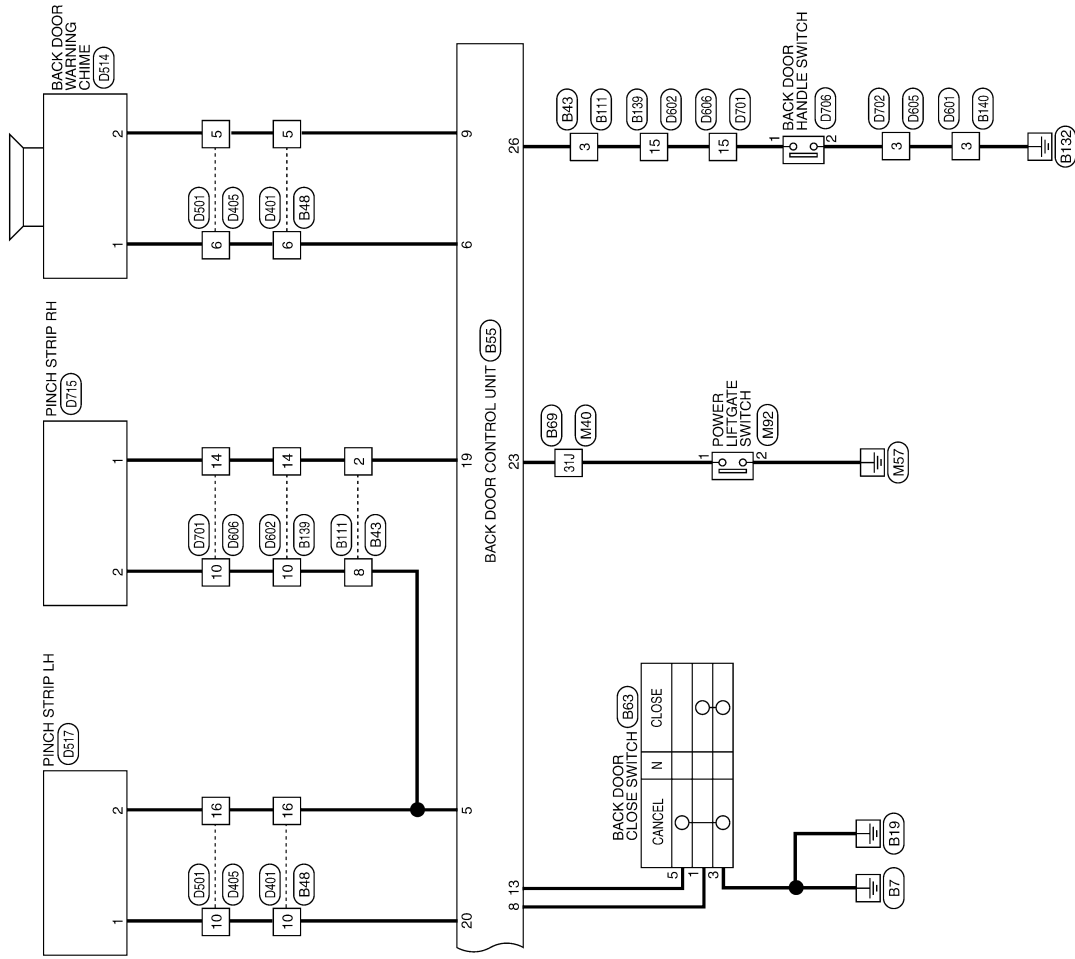 PINCH STRIP LH
D517
1
2
10
16
D501
D405
10
16
D401
B48
20
5
PINCH STRIP RH
D715
2
1
10
14
D701
D606
10
14
D602
B139
8
2
B111
B43
19
BACK DOOR
WARNING
CHIME
D514
1
2
6
5
D501
D405
6
5
D401
B48
6
9
BACK DOOR CONTROL UNIT
B55
8
13
23
26
BACK DOOR
CLOSE SWITCH
B63
CANCEL
N
CLOSE
5
1
3
B7
B19
31J
B69
M40
POWER
LIFTGATE
SWITCH
M92
1
2
M57
3
B43
B111
15
B139
D602
15
D606
D701
BACK DOOR
HANDLE SWITCH
D706
1
2
3
D702
D605
3
D601
B140
B132